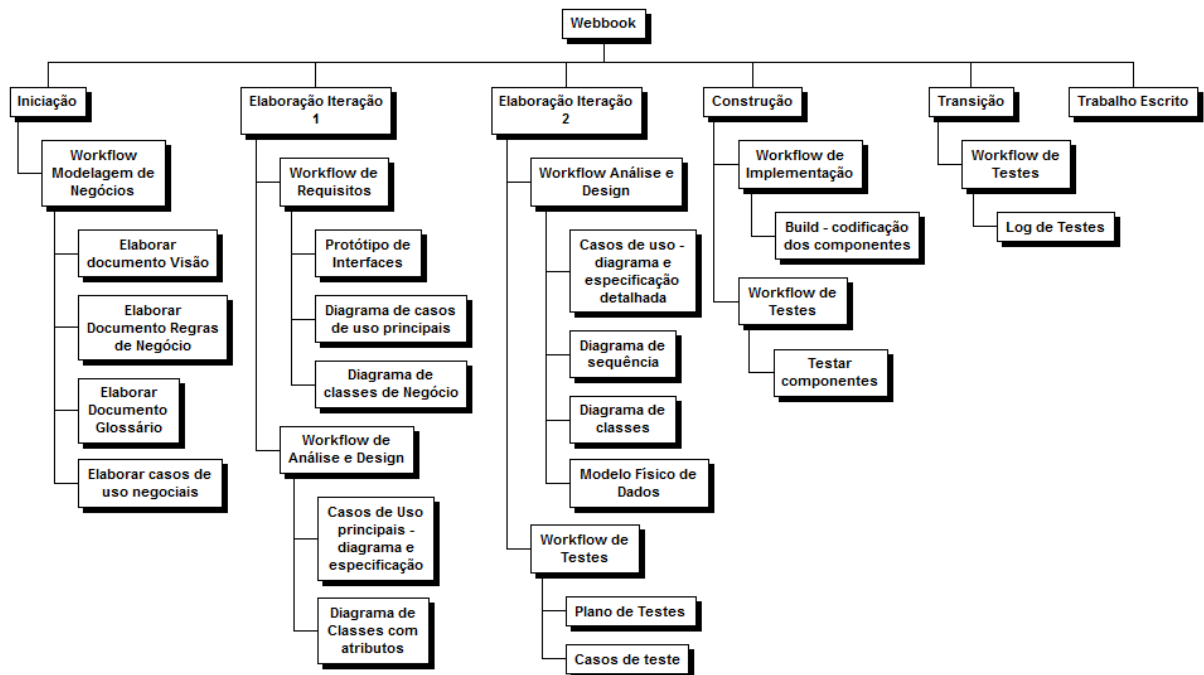 Webbook
Iniciação
Workflow
Modelagem de
Negócios
Elaborar
documento Visão
Elaborar
Documento Regras
de Negócio
Elaborar
Documento
Glossário
Elaborar casos de
uso negociais
Elaboração Iteração
1
Workflow de
Requisitos
Protótipo de
Interfaces
Diagrama de casos
de uso principais
Diagrama de
classes de Negócio
Workflow de
Análise e Design
Casos de Uso
principais -
diagrama e
especificação
Diagrama de
Classes com
atributos
Elaboração Iteração
2
Workflow Análise e
Design
Casos de uso -
diagrama e
especificação
detalhada
Diagrama de
sequência
Diagrama de
classes
Modelo Físico de
Dados
Workflow de
Testes
Plano de Testes
Casos de teste
Construção
Workflow de
Implementação
Build - codificação
dos componentes
Workflow de
Testes
Testar
componentes
Transição
Workflow de
Testes
Log de Testes
Trabalho Escrito